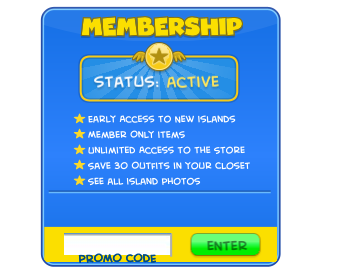 MEMBERSHIP
STATUS: ACTIVE
EARLY ACCESS TO NEW ISLANDS
MEMBER ONLY ITEMS
UNLIMITED ACCESS TO THE STORE
SAVE 30 OUTFITS IN YOUR CLOSET
SEE ALL ISLAND PHOTOS
ENTER
PROMO CODE